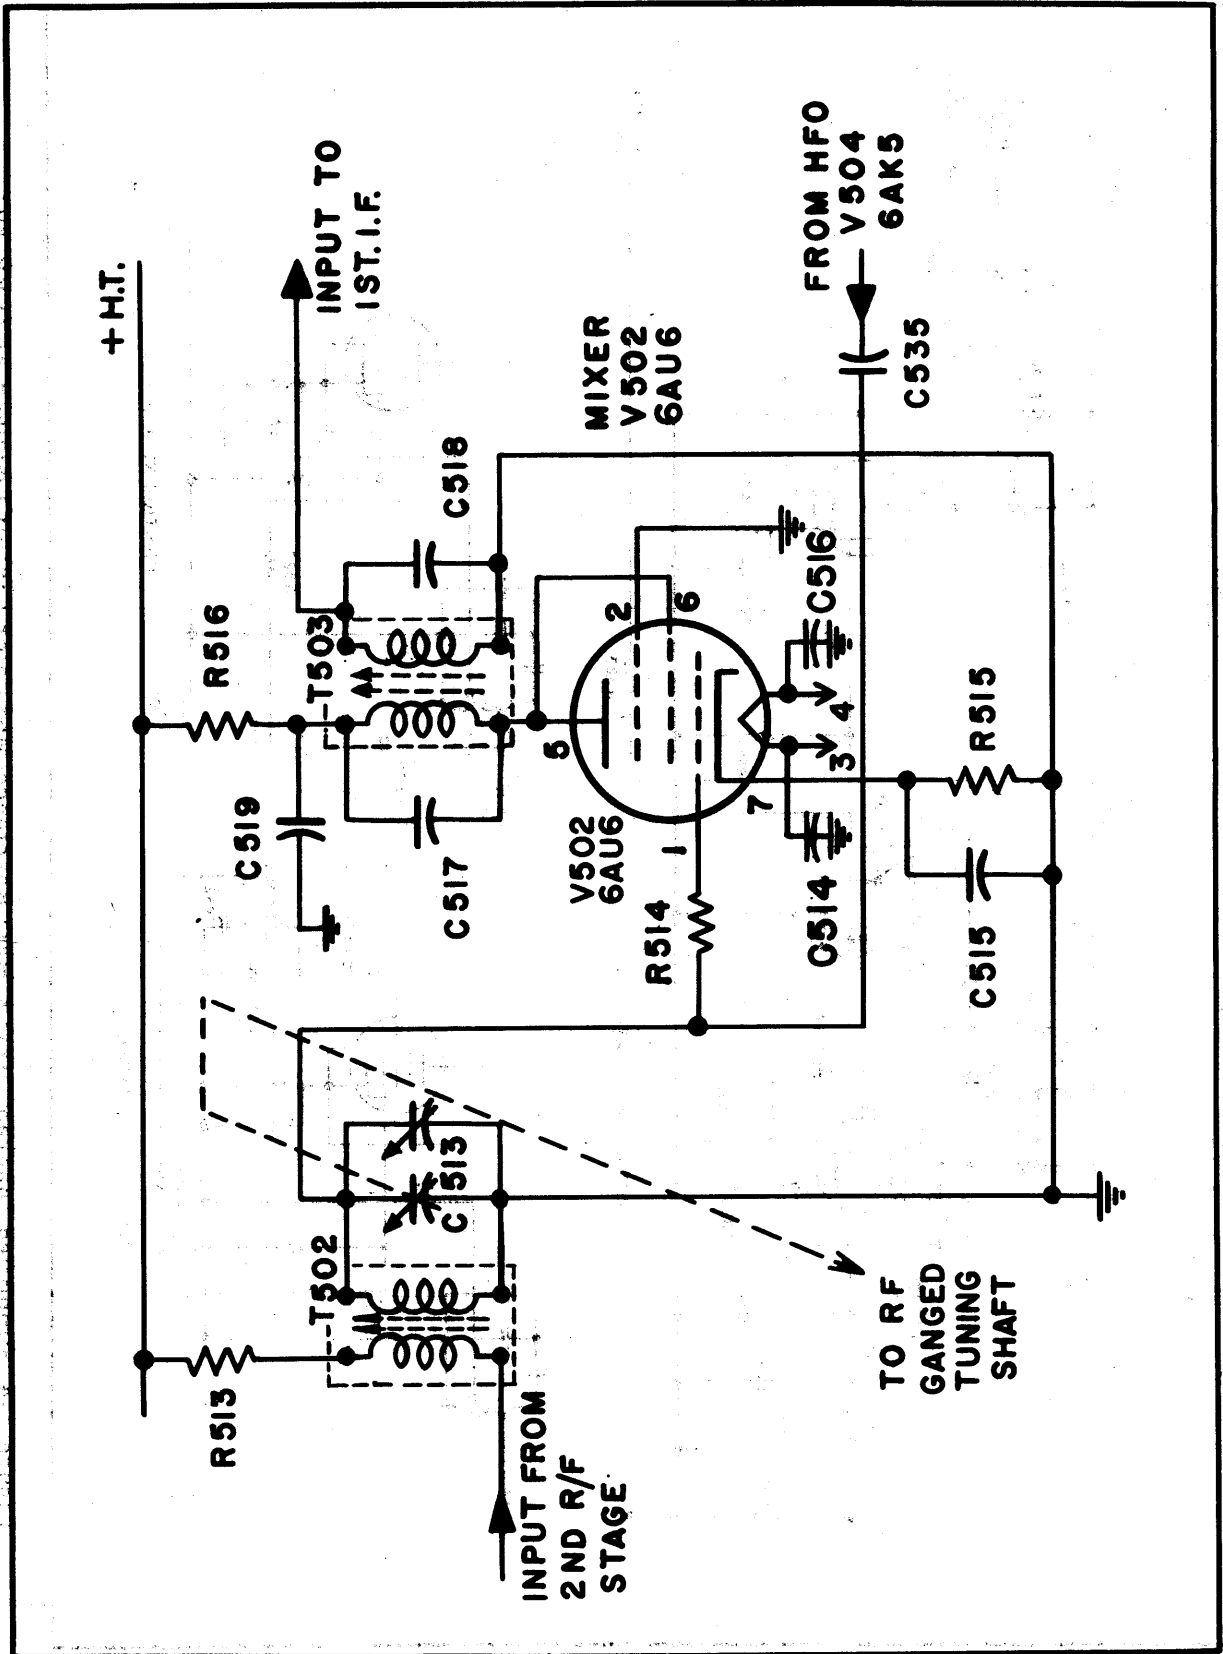 + H.T.
R513
T502
C513
C519
R516
T503
INPUT TO
1ST. I.F.
C517
C518
INPUT FROM
2ND R/F
STAGE
V502
6AU6
MIXER
V502
6AU6
5
2
6
1
7
3
4
R514
C514
C516
FROM HFO
V504
6AK5
C535
C515
R515
TO RF
GANGED
TUNING
SHAFT